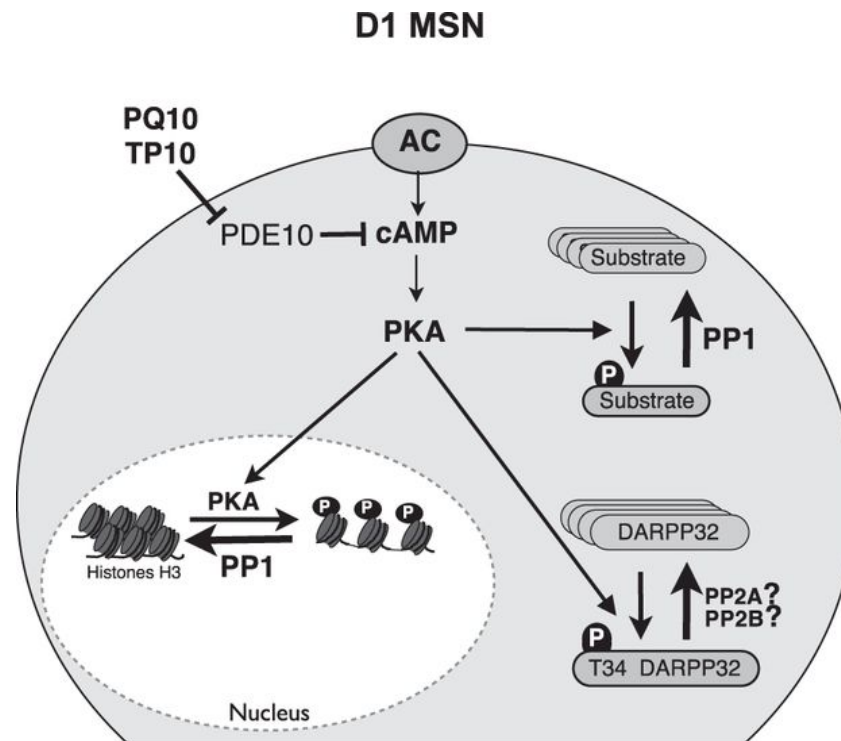 D1 MSN
PQ10
TP10
AC
PDE10
cAMP
Substrate
PKA
PP1
P
Substrate
PKA
P P P
Histones H3
PP1
DARPP32
PP2A?
PP2B?
P
T34 DARPP32
Nucleus